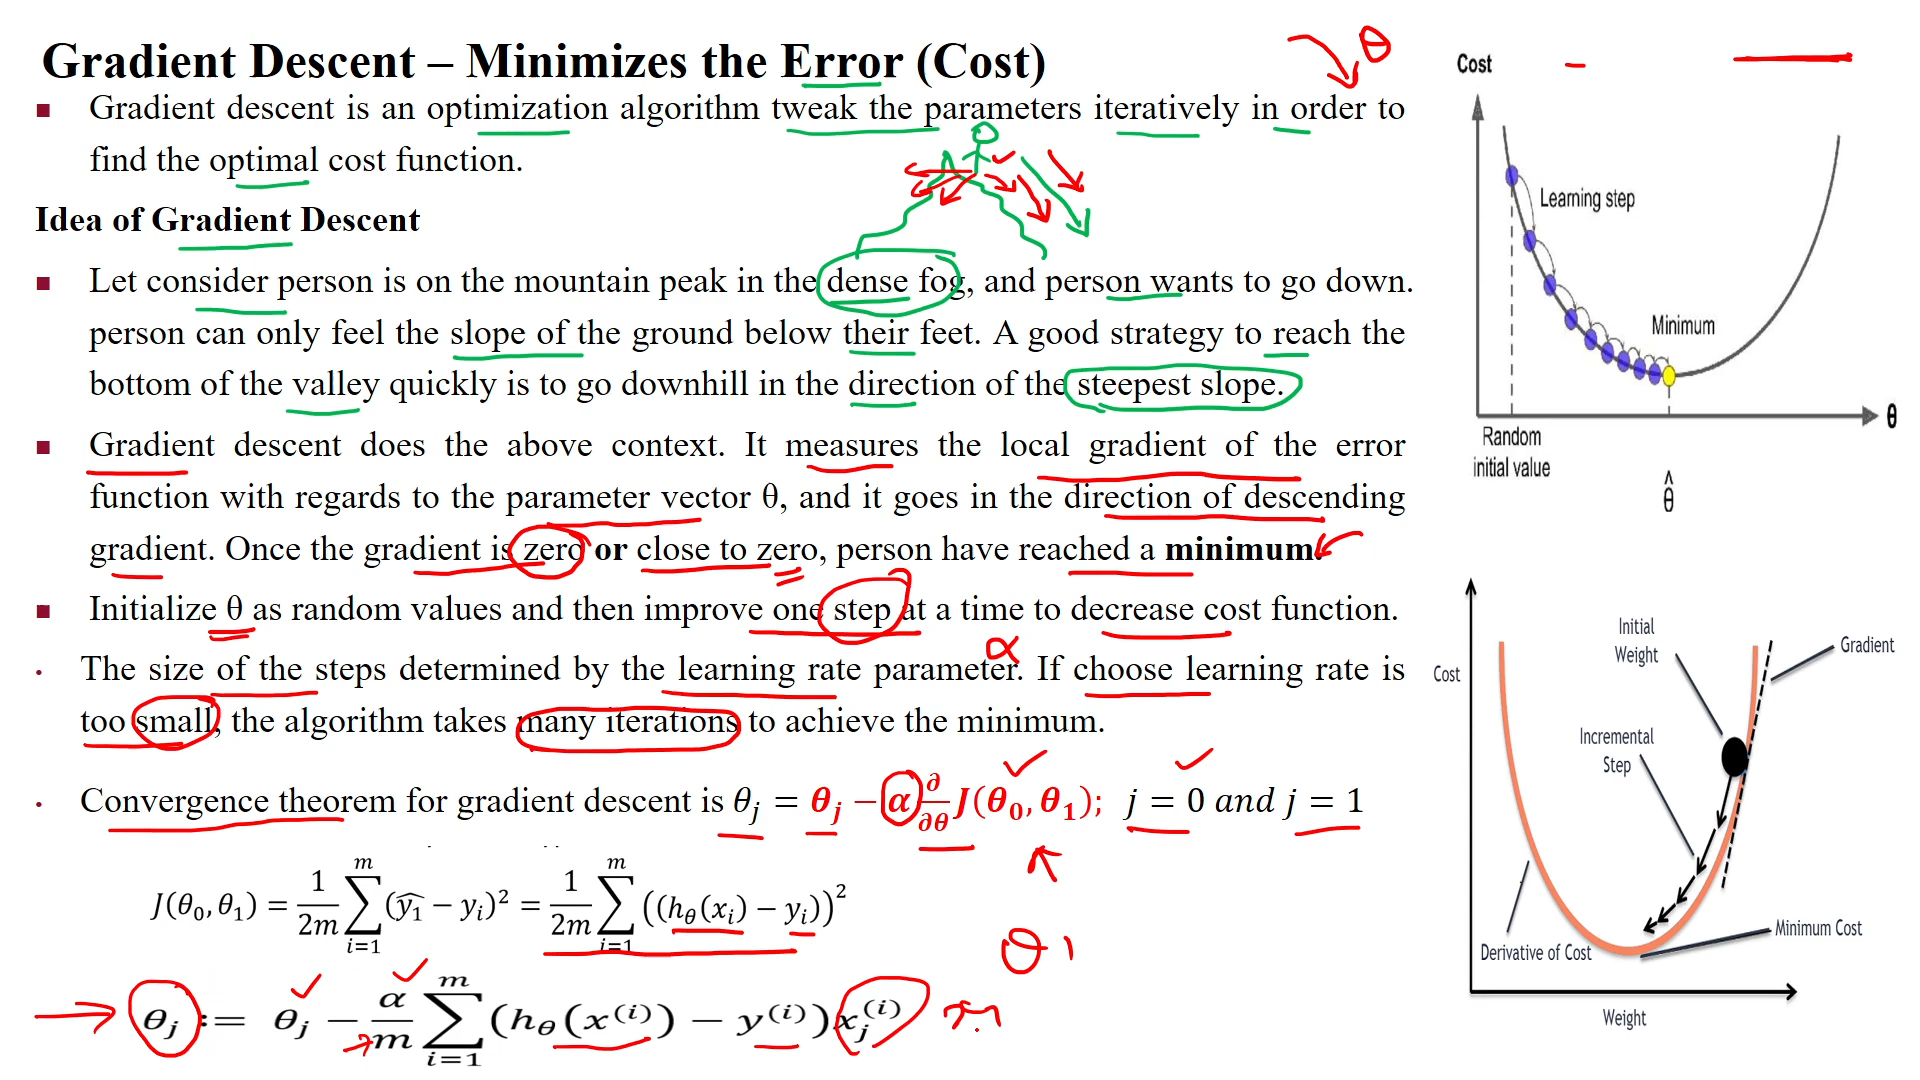 Gradient Descent – Minimizes the Error (Cost)
■ Gradient descent is an optimization algorithm tweak the parameters iteratively in order to
find the optimal cost function.
Idea of Gradient Descent
■ Let consider person is on the mountain peak in the dense fog, and person wants to go down.
person can only feel the slope of the ground below their feet. A good strategy to reach the
bottom of the valley quickly is to go downhill in the direction of the steepest slope.
■ Gradient descent does the above context. It measures the local gradient of the error
function with regards to the parameter vector θ, and it goes in the direction of descending
gradient. Once the gradient is zero or close to zero, person have reached a minimum.
■ Initialize θ as random values and then improve one step at a time to decrease cost function.
α
• The size of the steps determined by the learning rate parameter. If choose learning rate is
too small, the algorithm takes many iterations to achieve the minimum.
• Convergence theorem for gradient descent is θ_j = θ_j − α ∂/∂θ J(θ₀, θ₁); j = 0 and j = 1
J(θ₀, θ₁) = 1/2m ∑_{i=1}^{m} (ŷ₁ − y_i)² = 1/2m ∑_{i=1}^{m} ((h_θ(x_i) − y_i))²
θ 1
θ_j := θ_j − α/m ∑_{i=1}^{m} (h_θ(x^{(i)}) − y^{(i)}) x_j^{(i)}
θ
Cost
Learning step
Minimum
θ
Random
initial value
θ̂
Initial
Weight
Gradient
Cost
Incremental
Step
Minimum Cost
Derivative of Cost
Weight